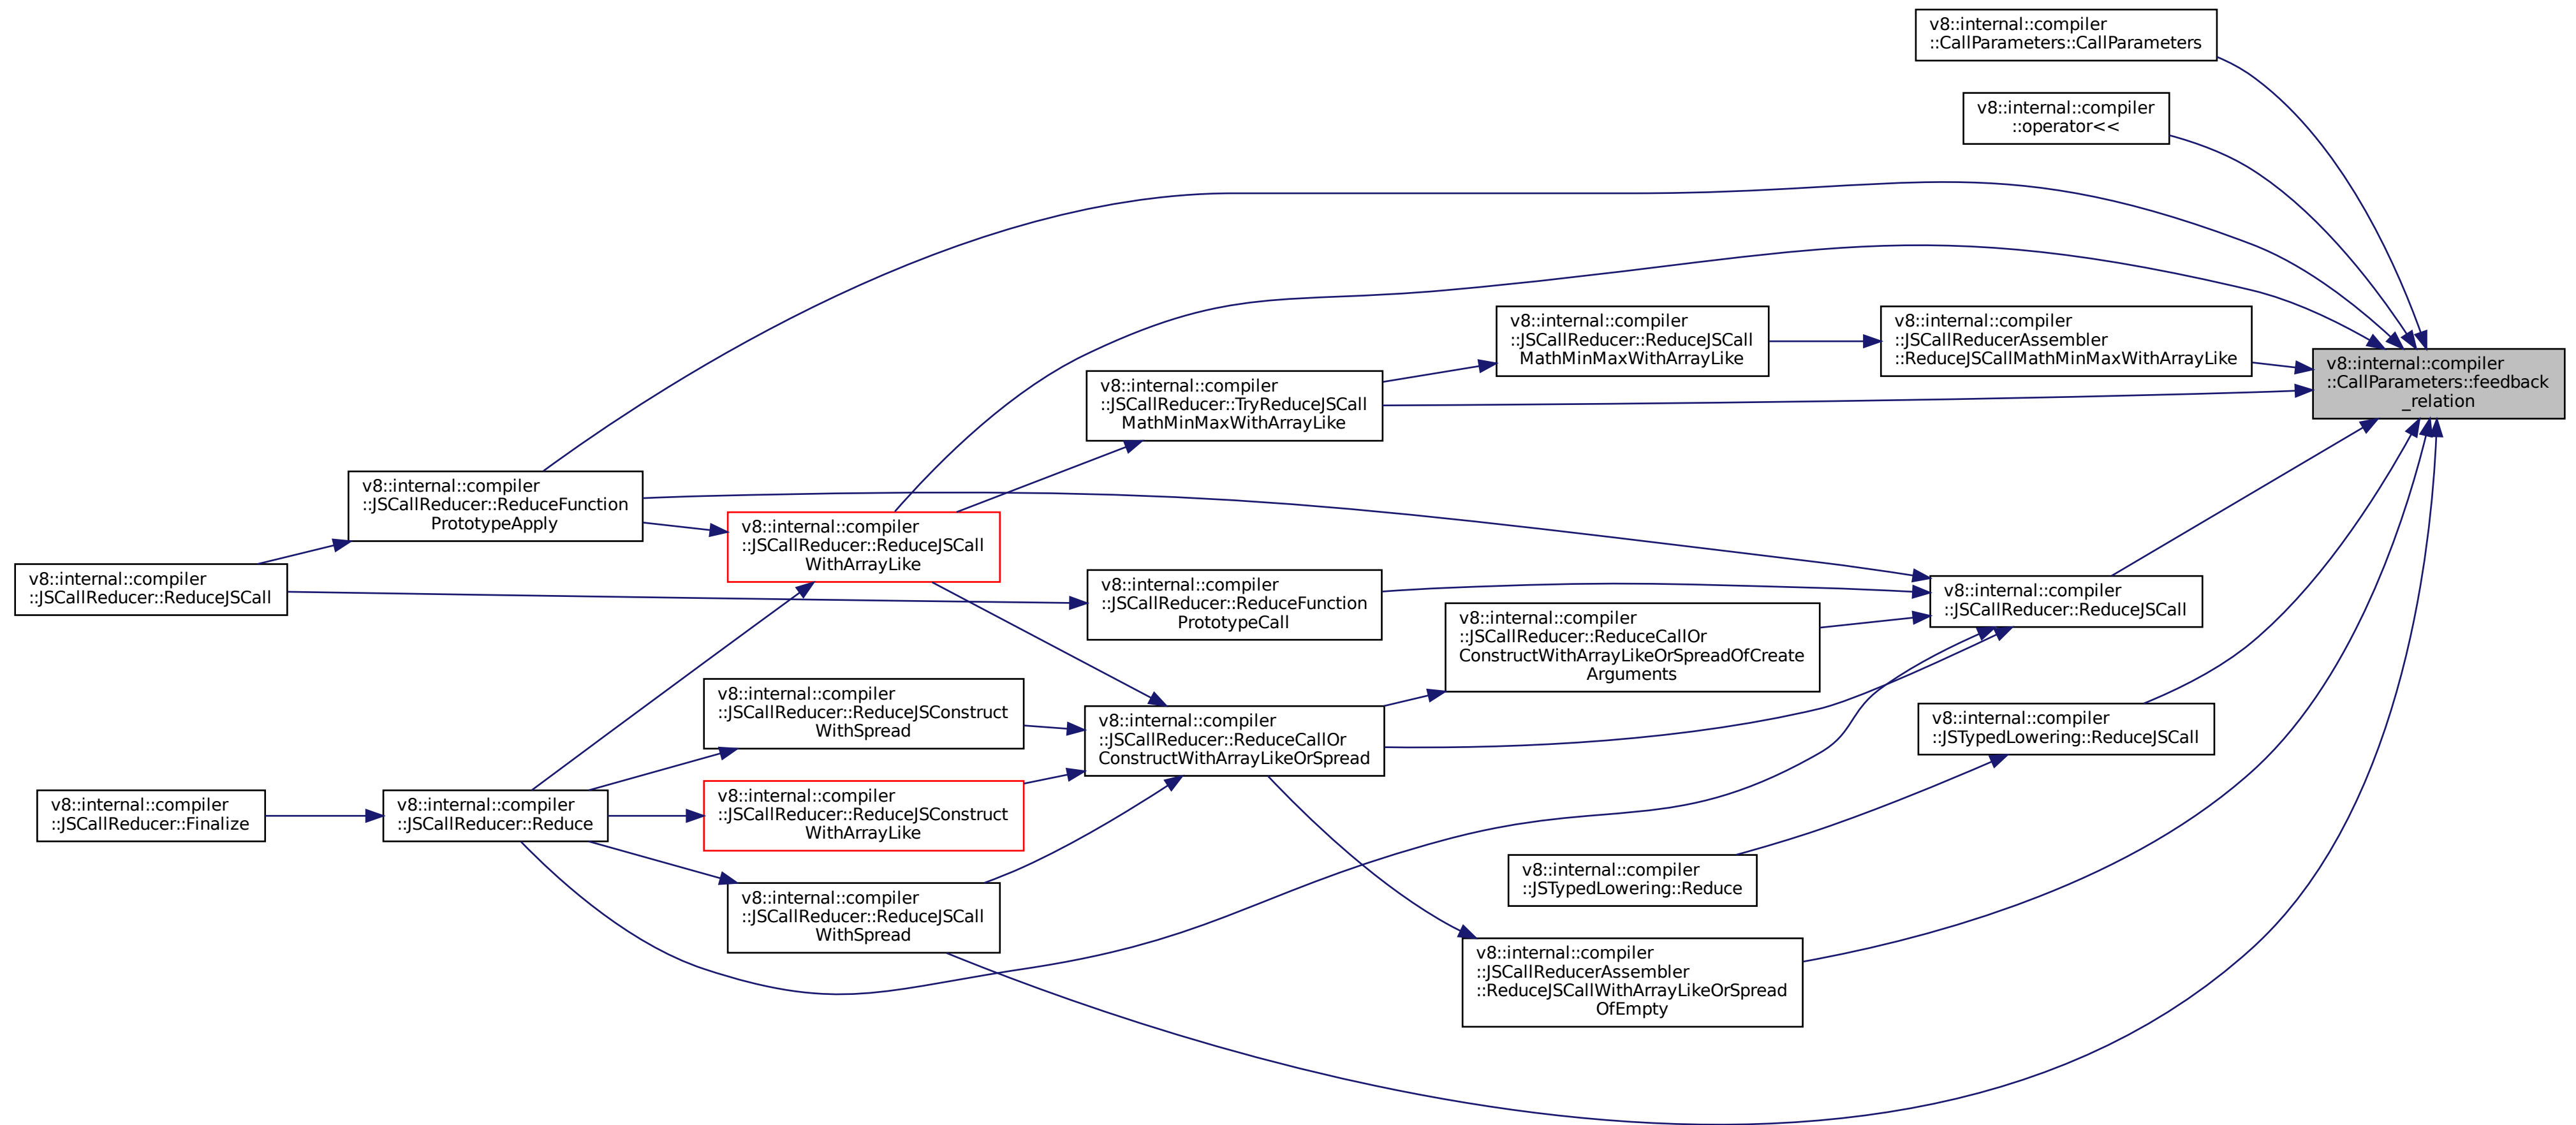 v8::internal::compiler
::CallParameters::CallParameters
v8::internal::compiler
::operator<<
v8::internal::compiler
::JSCallReducer::ReduceJSCall
MathMinMaxWithArrayLike
v8::internal::compiler
::JSCallReducerAssembler
::ReduceJSCallMathMinMaxWithArrayLike
v8::internal::compiler
::CallParameters::feedback
_relation
v8::internal::compiler
::JSCallReducer::TryReduceJSCall
MathMinMaxWithArrayLike
v8::internal::compiler
::JSCallReducer::ReduceFunction
PrototypeApply
v8::internal::compiler
::JSCallReducer::ReduceJSCall
WithArrayLike
v8::internal::compiler
::JSCallReducer::ReduceJSCall
v8::internal::compiler
::JSCallReducer::ReduceFunction
PrototypeCall
v8::internal::compiler
::JSCallReducer::ReduceJSCall
v8::internal::compiler
::JSCallReducer::ReduceCallOr
ConstructWithArrayLikeOrSpreadOfCreate
Arguments
v8::internal::compiler
::JSCallReducer::ReduceJSConstruct
WithSpread
v8::internal::compiler
::JSCallReducer::ReduceCallOr
ConstructWithArrayLikeOrSpread
v8::internal::compiler
::JSTypedLowering::ReduceJSCall
v8::internal::compiler
::JSCallReducer::Finalize
v8::internal::compiler
::JSCallReducer::Reduce
v8::internal::compiler
::JSCallReducer::ReduceJSConstruct
WithArrayLike
v8::internal::compiler
::JSTypedLowering::Reduce
v8::internal::compiler
::JSCallReducer::ReduceJSCall
WithSpread
v8::internal::compiler
::JSCallReducerAssembler
::ReduceJSCallWithArrayLikeOrSpread
OfEmpty